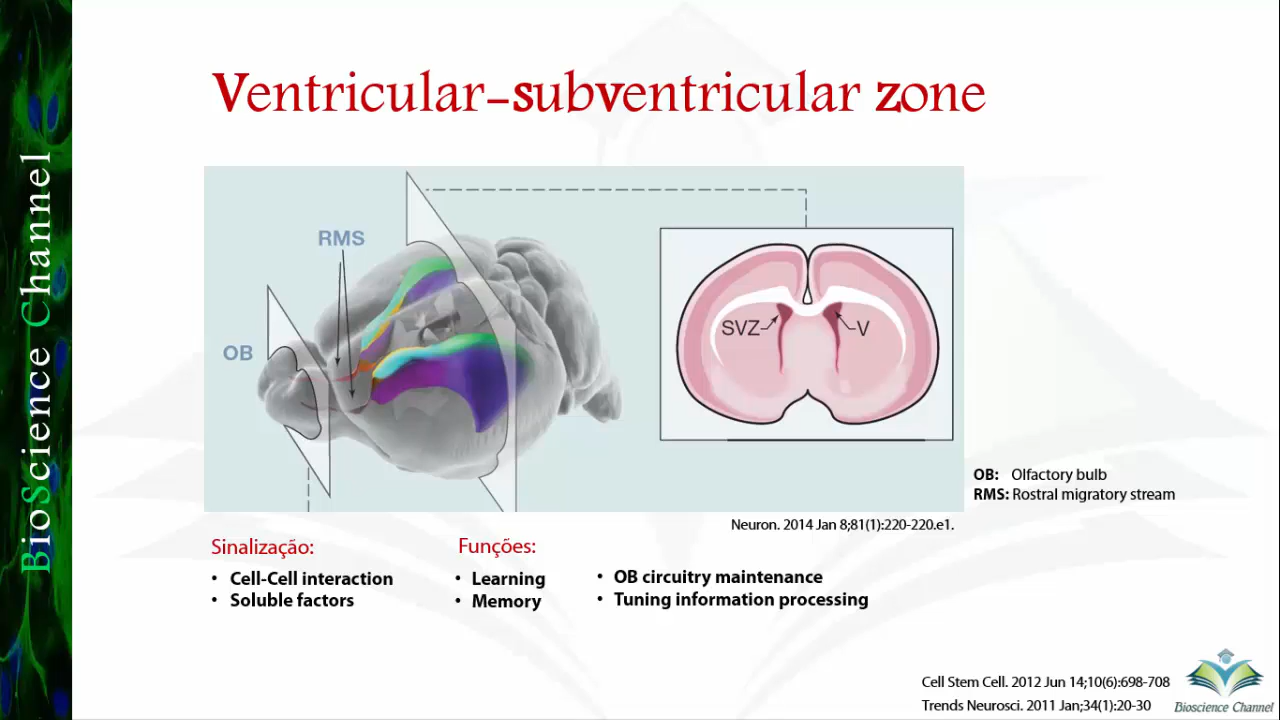 BioScience Channel
Ventricular-subventricular zone
RMS
OB
SVZ
V
OB: Olfactory bulb
RMS: Rostral migratory stream
Neuron. 2014 Jan 8;81(1):220-220.e1.
Sinalização:
• Cell-Cell interaction
• Soluble factors
Funções:
• Learning
• Memory
• OB circuitry maintenance
• Tuning information processing
Cell Stem Cell. 2012 Jun 14;10(6):698-708
Trends Neurosci. 2011 Jan;34(1):20-30
Bioscience Channel